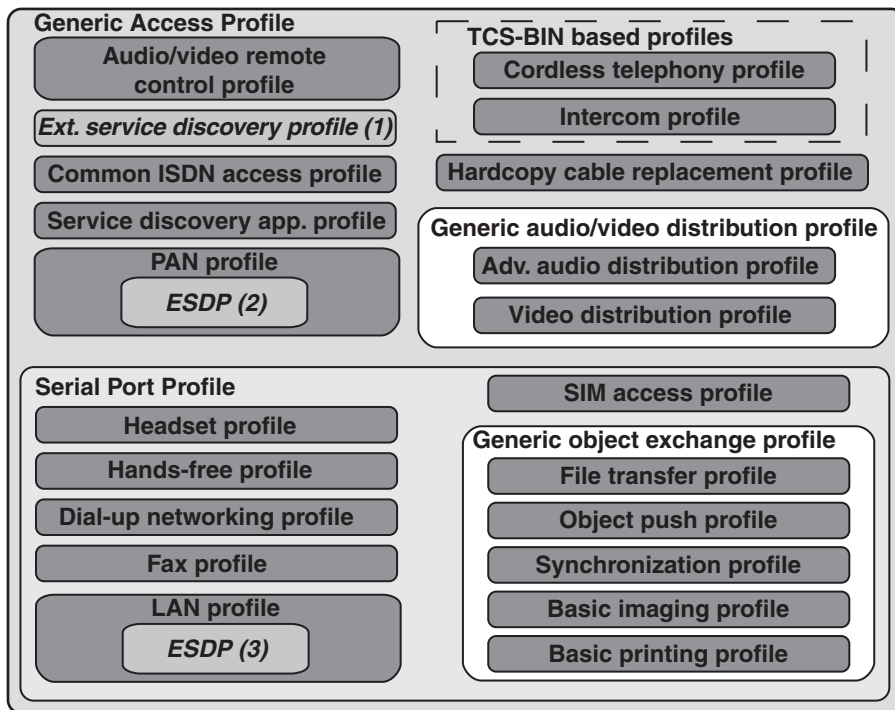 Generic Access Profile
Audio/video remote
control profile
Ext. service discovery profile (1)
Common ISDN access profile
Service discovery app. profile
PAN profile
ESDP (2)
TCS-BIN based profiles
Cordless telephony profile
Intercom profile
Hardcopy cable replacement profile
Generic audio/video distribution profile
Adv. audio distribution profile
Video distribution profile
Serial Port Profile
Headset profile
Hands-free profile
Dial-up networking profile
Fax profile
LAN profile
ESDP (3)
SIM access profile
Generic object exchange profile
File transfer profile
Object push profile
Synchronization profile
Basic imaging profile
Basic printing profile